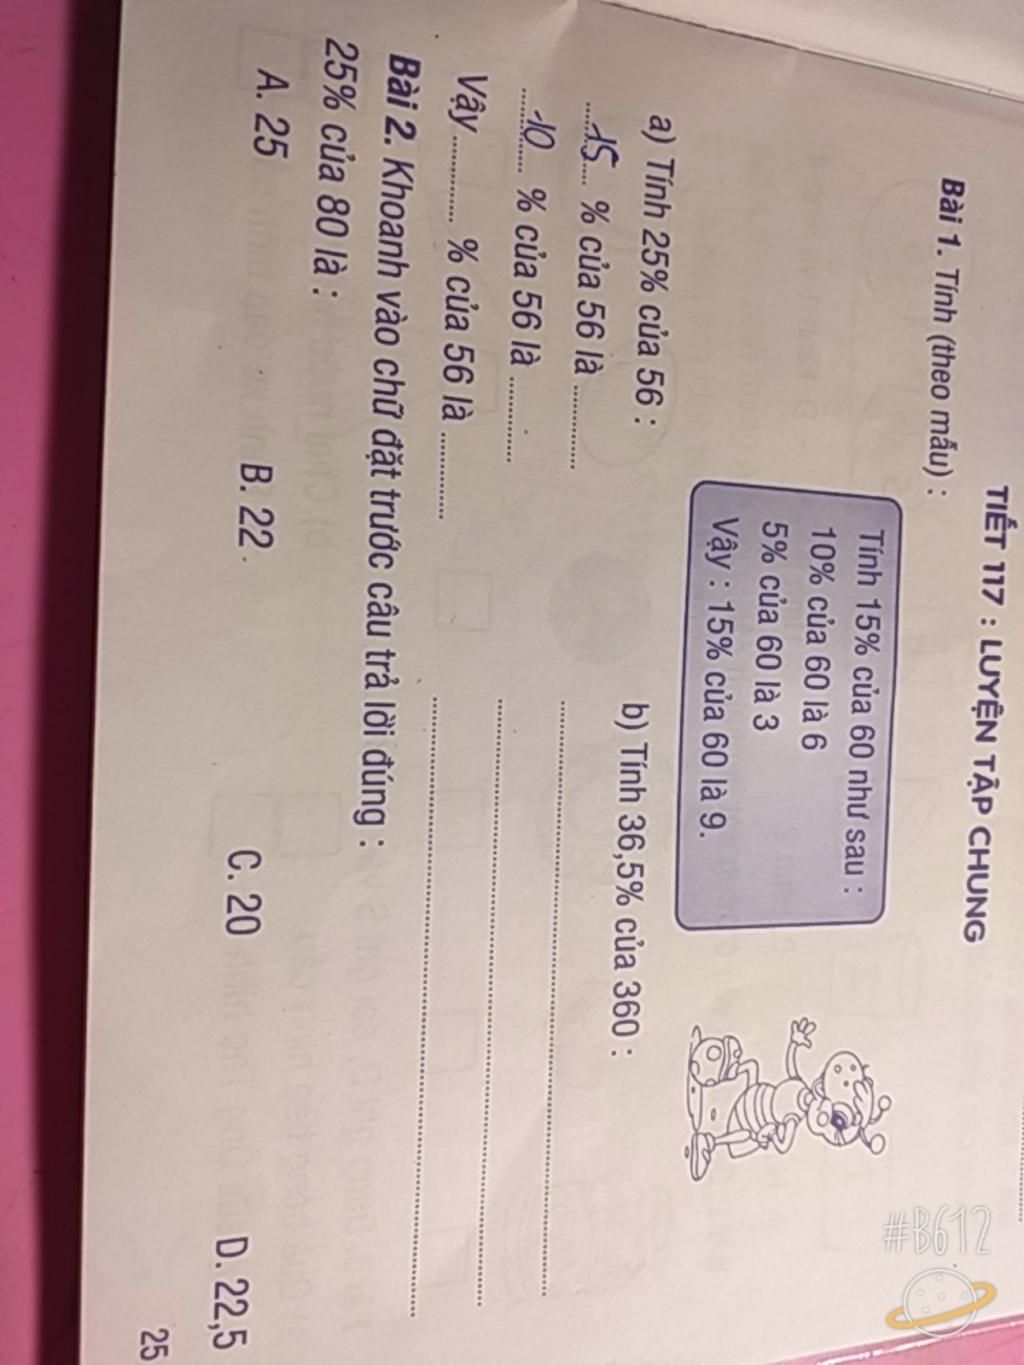 TIẾT 117 : LUYỆN TẬP CHUNG
Bài 1. Tính (theo mẫu) :
Tính 15% của 60 như sau :
10% của 60 là 6
5% của 60 là 3
Vậy : 15% của 60 là 9.
a) Tính 25% của 56 :
15 % của 56 là ............
10 % của 56 là ............
Vậy ............ % của 56 là ............
b) Tính 36,5% của 360 :
Bài 2. Khoanh vào chữ đặt trước câu trả lời đúng :
25% của 80 là :
A. 25 B. 22 C. 20 D. 22,5
25
#B612